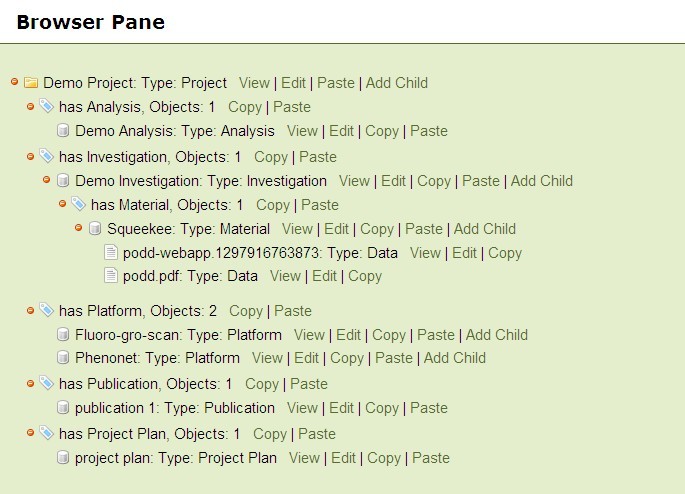 Browser Pane
Demo Project: Type: Project View | Edit | Paste | Add Child
has Analysis, Objects: 1 Copy | Paste
Demo Analysis: Type: Analysis View | Edit | Copy | Paste
has Investigation, Objects: 1 Copy | Paste
Demo Investigation: Type: Investigation View | Edit | Copy | Paste | Add Child
has Material, Objects: 1 Copy | Paste
Squeekee: Type: Material View | Edit | Copy | Paste | Add Child
podd-webapp.1297916763873: Type: Data View | Edit | Copy
podd.pdf: Type: Data View | Edit | Copy
has Platform, Objects: 2 Copy | Paste
Fluoro-gro-scan: Type: Platform View | Edit | Copy | Paste | Add Child
Phenonet: Type: Platform View | Edit | Copy | Paste | Add Child
has Publication, Objects: 1 Copy | Paste
publication 1: Type: Publication View | Edit | Copy | Paste
has Project Plan, Objects: 1 Copy | Paste
project plan: Type: Project Plan View | Edit | Copy | Paste